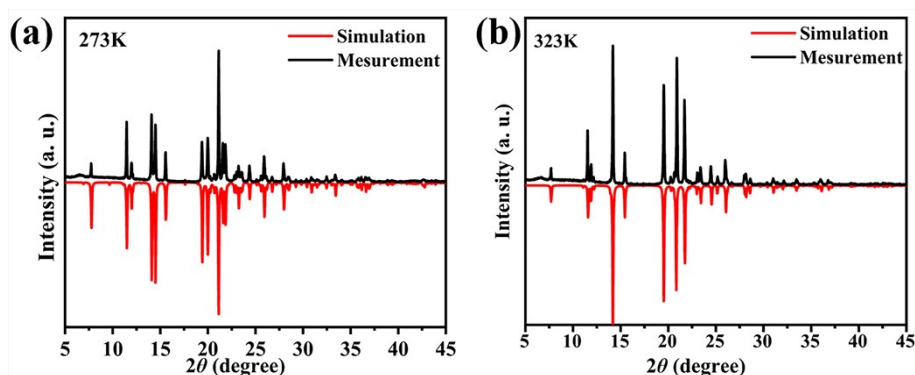 (a)
273K
Simulation
Mesurement
Intensity (a. u.)
5 10 15 20 25 30 35 40 45
2θ (degree)
(b)
323K
Simulation
Mesurement
Intensity (a. u.)
5 10 15 20 25 30 35 40 45
2θ (degree)